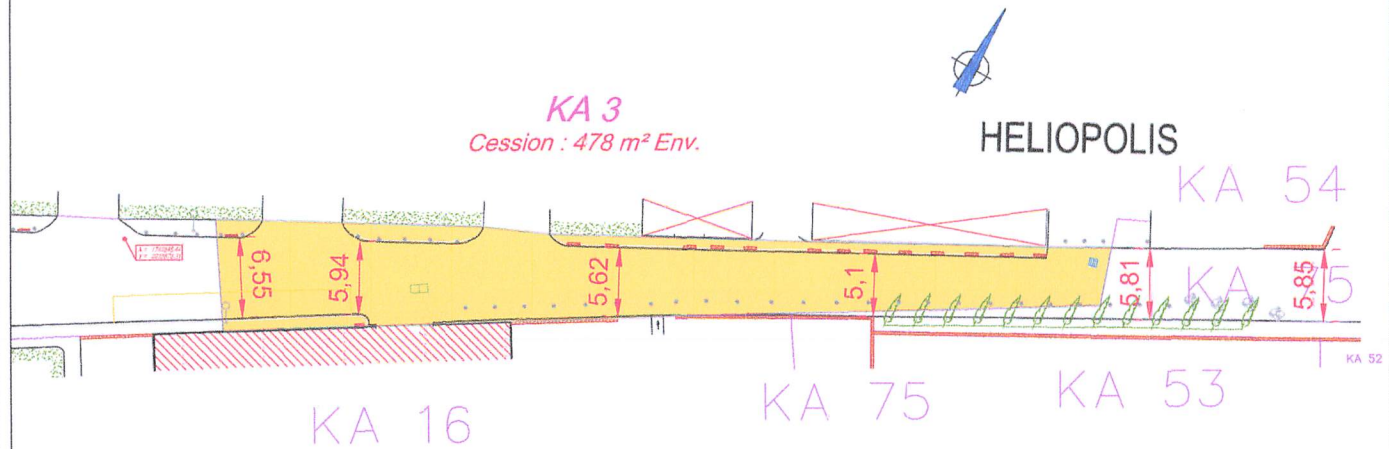 KA 3
Cession : 478 m² Env.
HELIOPOLIS
KA 54
6,55
5,94
5,62
5,1
5,81
KA 5
5,85
KA 52
KA 16
KA 75
KA 53